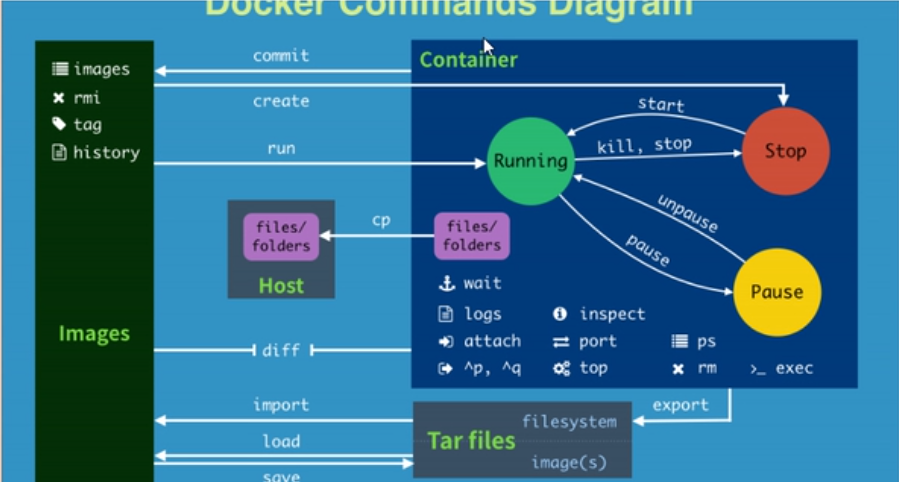 Docker Commands Diagram
images
rmi
tag
history
Images
commit
create
run
cp
files/
folders
Host
diff
import
load
save
Container
Running
start
kill, stop
Stop
unpause
pause
Pause
files/
folders
wait
logs
inspect
attach
port
ps
^p, ^q
top
rm
>_ exec
export
filesystem
Tar files
image(s)